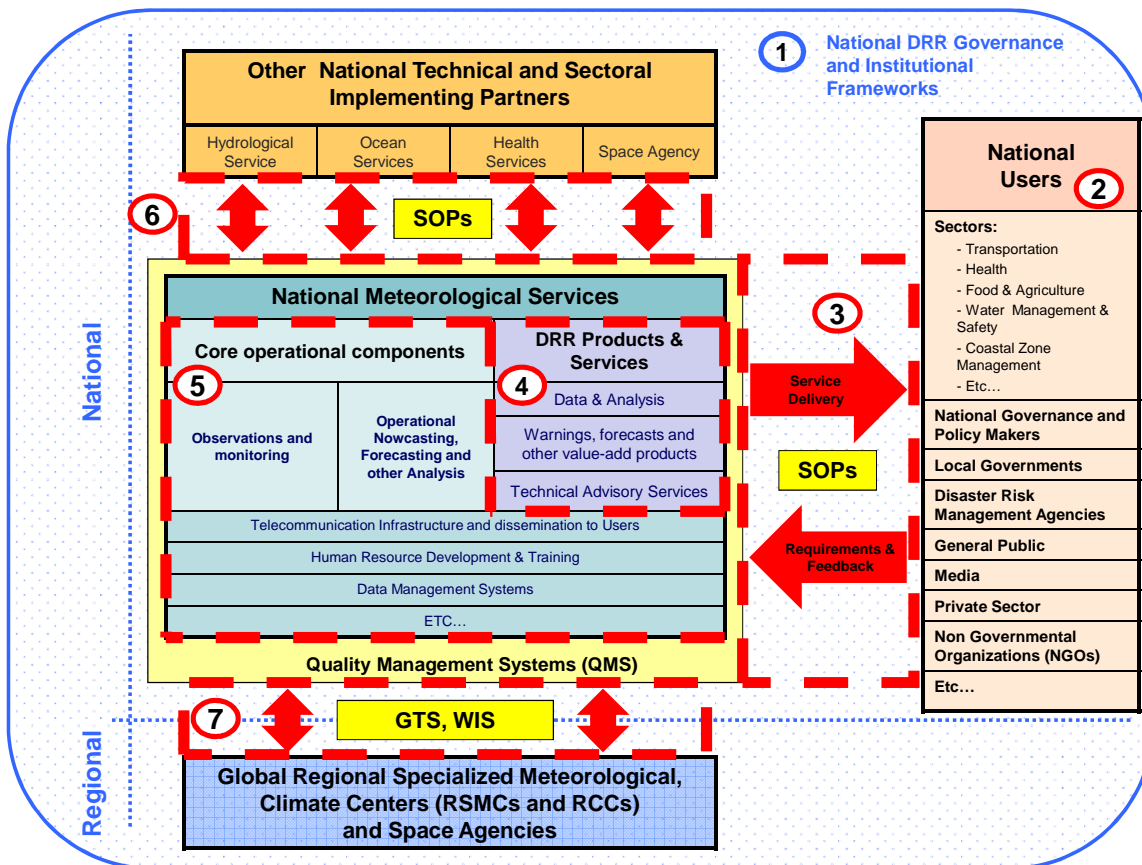 1
National DRR Governance
and Institutional
Frameworks
Other National Technical and Sectoral
Implementing Partners
Hydrological
Service
Ocean
Services
Health
Services
Space Agency
6
SOPs
National
Users
2
Sectors:
- Transportation
- Health
- Food & Agriculture
- Water Management &
Safety
- Coastal Zone
Management
- Etc…
National Governance and
Policy Makers
Local Governments
Disaster Risk
Management Agencies
General Public
Media
Private Sector
Non Governmental
Organizations (NGOs)
Etc…
National
National Meteorological Services
Core operational components
5
Observations and
monitoring
Operational
Nowcasting,
Forecasting and
other Analysis
DRR Products &
Services
4
Data & Analysis
Warnings, forecasts and
other value-add products
Technical Advisory Services
Telecommunication Infrastructure and dissemination to Users
Human Resource Development & Training
Data Management Systems
ETC…
Quality Management Systems (QMS)
3
Service
Delivery
SOPs
Requirements &
Feedback
7
GTS, WIS
Regional
Global Regional Specialized Meteorological,
Climate Centers (RSMCs and RCCs)
and Space Agencies